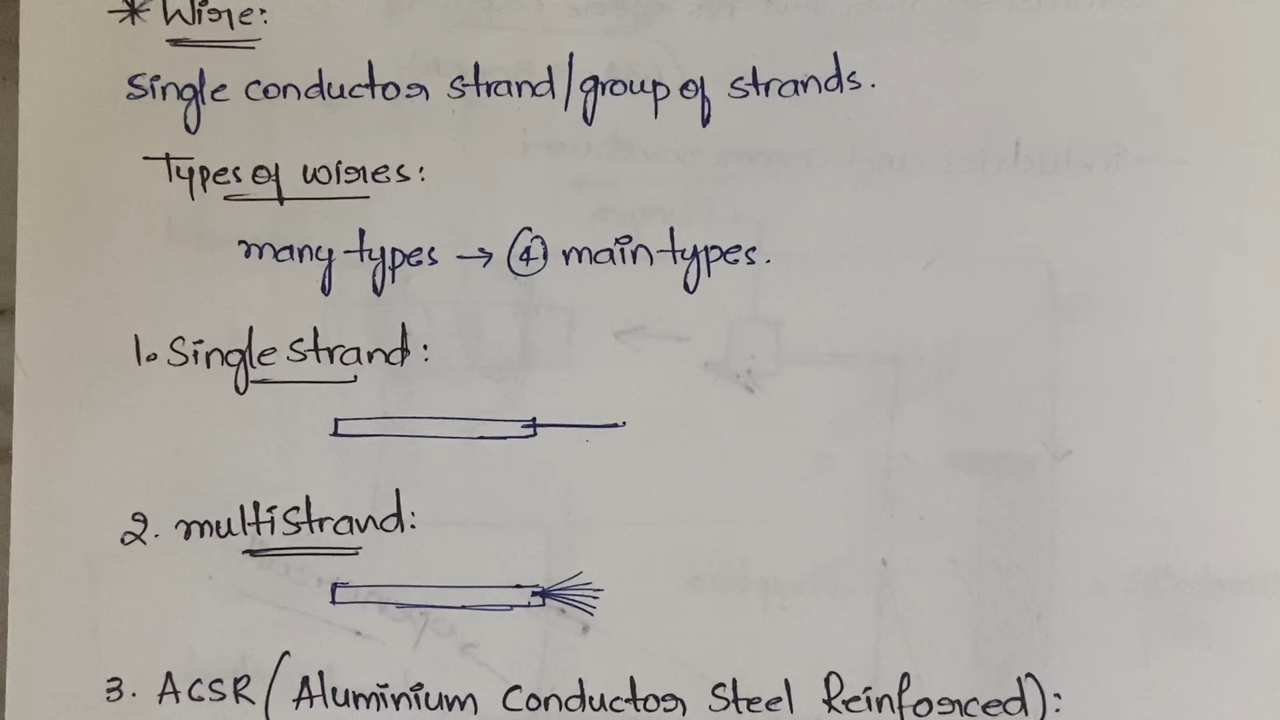 * Wire:
Single conductor strand/group of strands.
Types of wires:
many types → ④ main types.
1. Single strand:
2. multistrand:
3. ACSR (Aluminium Conductor Steel Reinforced):